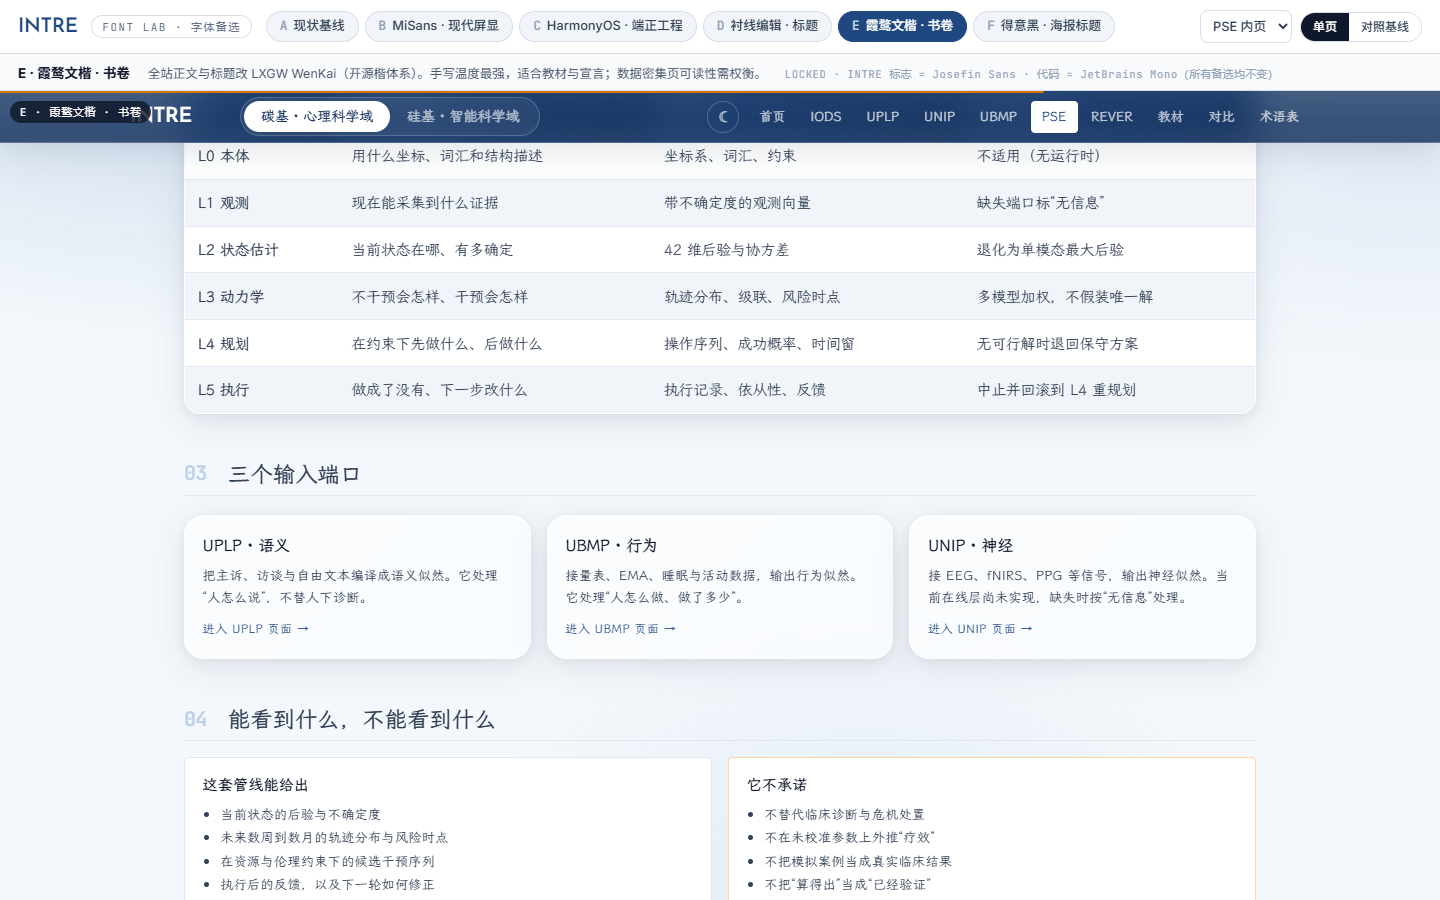 INTRE
FONT LAB · 字体备选
A 现状基线
B MiSans · 现代屏显
C HarmonyOS · 端正工程
D 衬线编辑 · 标题
E 霞鹜文楷 · 书卷
F 得意黑 · 海报标题
PSE 内页
单页
对照基线
E · 霞鹜文楷 · 书卷
全站正文与标题改 LXGW WenKai（开源楷体系）。手写温度最强，适合教材与宣言；数据密集页可读性需权衡。
LOCKED · INTRE 标志 = Josefin Sans · 代码 = JetBrains Mono (所有备选均不变)
E · 霞鹜文楷 · 书卷
NTRE
碳基·心理科学域
硅基·智能科学域
☾
首页
IODS
UPLP
UNIP
UBMP
PSE
REVER
教材
对比
术语表
L0 本体 用什么坐标、词汇和结构描述 坐标系、词汇、约束 不适用（无运行时）
L1 观测 现在能采集到什么证据 带不确定度的观测向量 缺失端口标“无信息”
L2 状态估计 当前状态在哪、有多确定 42 维后验与协方差 退化为单模态最大后验
L3 动力学 不干预会怎样、干预会怎样 轨迹分布、级联、风险时点 多模型加权，不假装唯一解
L4 规划 在约束下先做什么、后做什么 操作序列、成功概率、时间窗 无可行解时退回保守方案
L5 执行 做成了没有、下一步改什么 执行记录、依从性、反馈 中止并回滚到 L4 重规划
03 三个输入端口
UPLP·语义
把主诉、访谈与自由文本编译成语义似然。它处理
“人怎么说”，不替人下诊断。
进入 UPLP 页面 →
UBMP·行为
接量表、EMA、睡眠与活动数据，输出行为似然。
它处理“人怎么做、做了多少”。
进入 UBMP 页面 →
UNIP·神经
接 EEG、fNIRS、PPG 等信号，输出神经似然。当
前在线层尚未实现，缺失时按“无信息”处理。
进入 UNIP 页面 →
04 能看到什么，不能看到什么
这套管线能给出
• 当前状态的后验与不确定度
• 未来数周到数月的轨迹分布与风险时点
• 在资源与伦理约束下的候选干预序列
• 执行后的反馈，以及下一轮如何修正
它不承诺
• 不替代临床诊断与危机处置
• 不在未校准参数上外推“疗效”
• 不把模拟案例当成真实临床结果
• 不把“算得出”当成“已经验证”